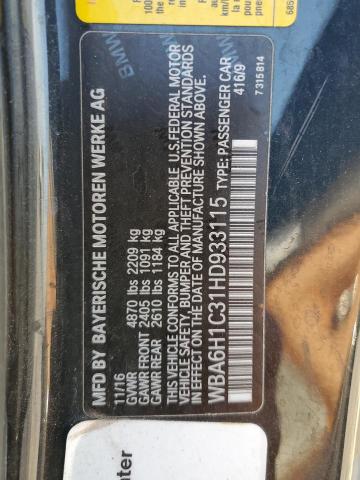 MFD BY BAYERISCHE MOTOREN WERKE AG
11/16
GVWR 4870 lbs 2209 kg
GAWR FRONT 2405 lbs 1091 kg
GAWR REAR 2610 lbs 1184 kg
THIS VEHICLE CONFORMS TO ALL APPLICABLE U.S.FEDERAL MOTOR
VEHICLE SAFETY, BUMPER AND THEFT PREVENTION STANDARDS
IN EFFECT ON THE DATE OF MANUFACTURE SHOWN ABOVE.
WBA6H1C31HD933115 TYPE: PASSENGER CAR
416/9
7 315 814
BMW
BMW